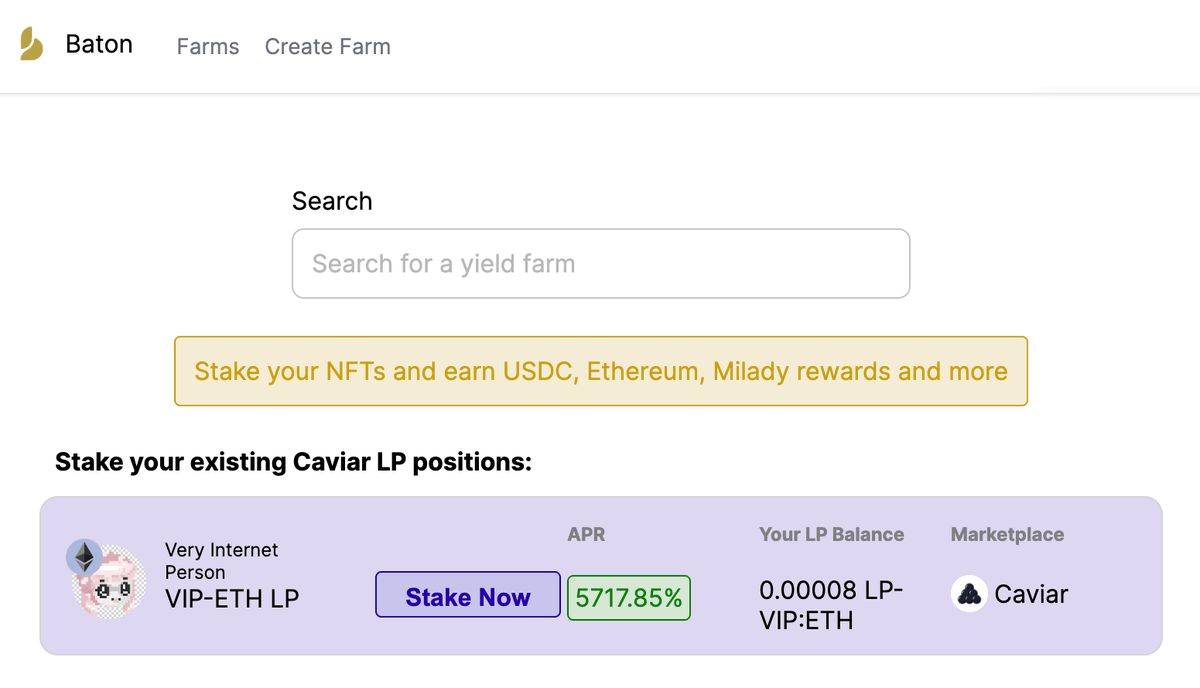 Baton
Farms
Create Farm
Search
Search for a yield farm
Stake your NFTs and earn USDC, Ethereum, Milady rewards and more
Stake your existing Caviar LP positions:
Very Internet
Person
VIP-ETH LP
Stake Now
APR
5717.85%
Your LP Balance
0.00008 LP-
VIP:ETH
Marketplace
Caviar